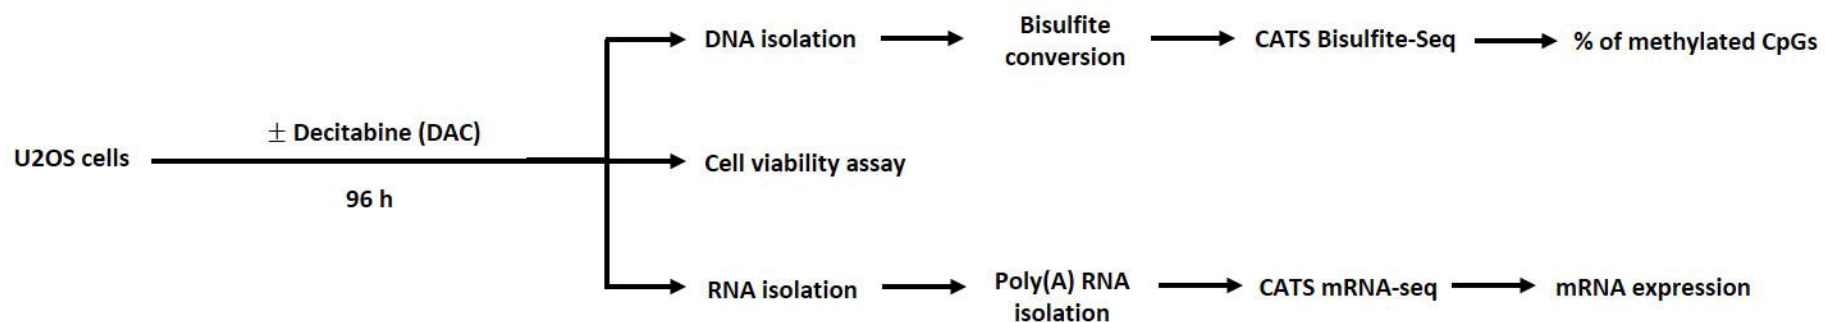 U2OS cells
± Decitabine (DAC)
96 h
DNA isolation
Bisulfite
conversion
CATS Bisulfite-Seq
% of methylated CpGs
Cell viability assay
RNA isolation
Poly(A) RNA
isolation
CATS mRNA-seq
mRNA expression